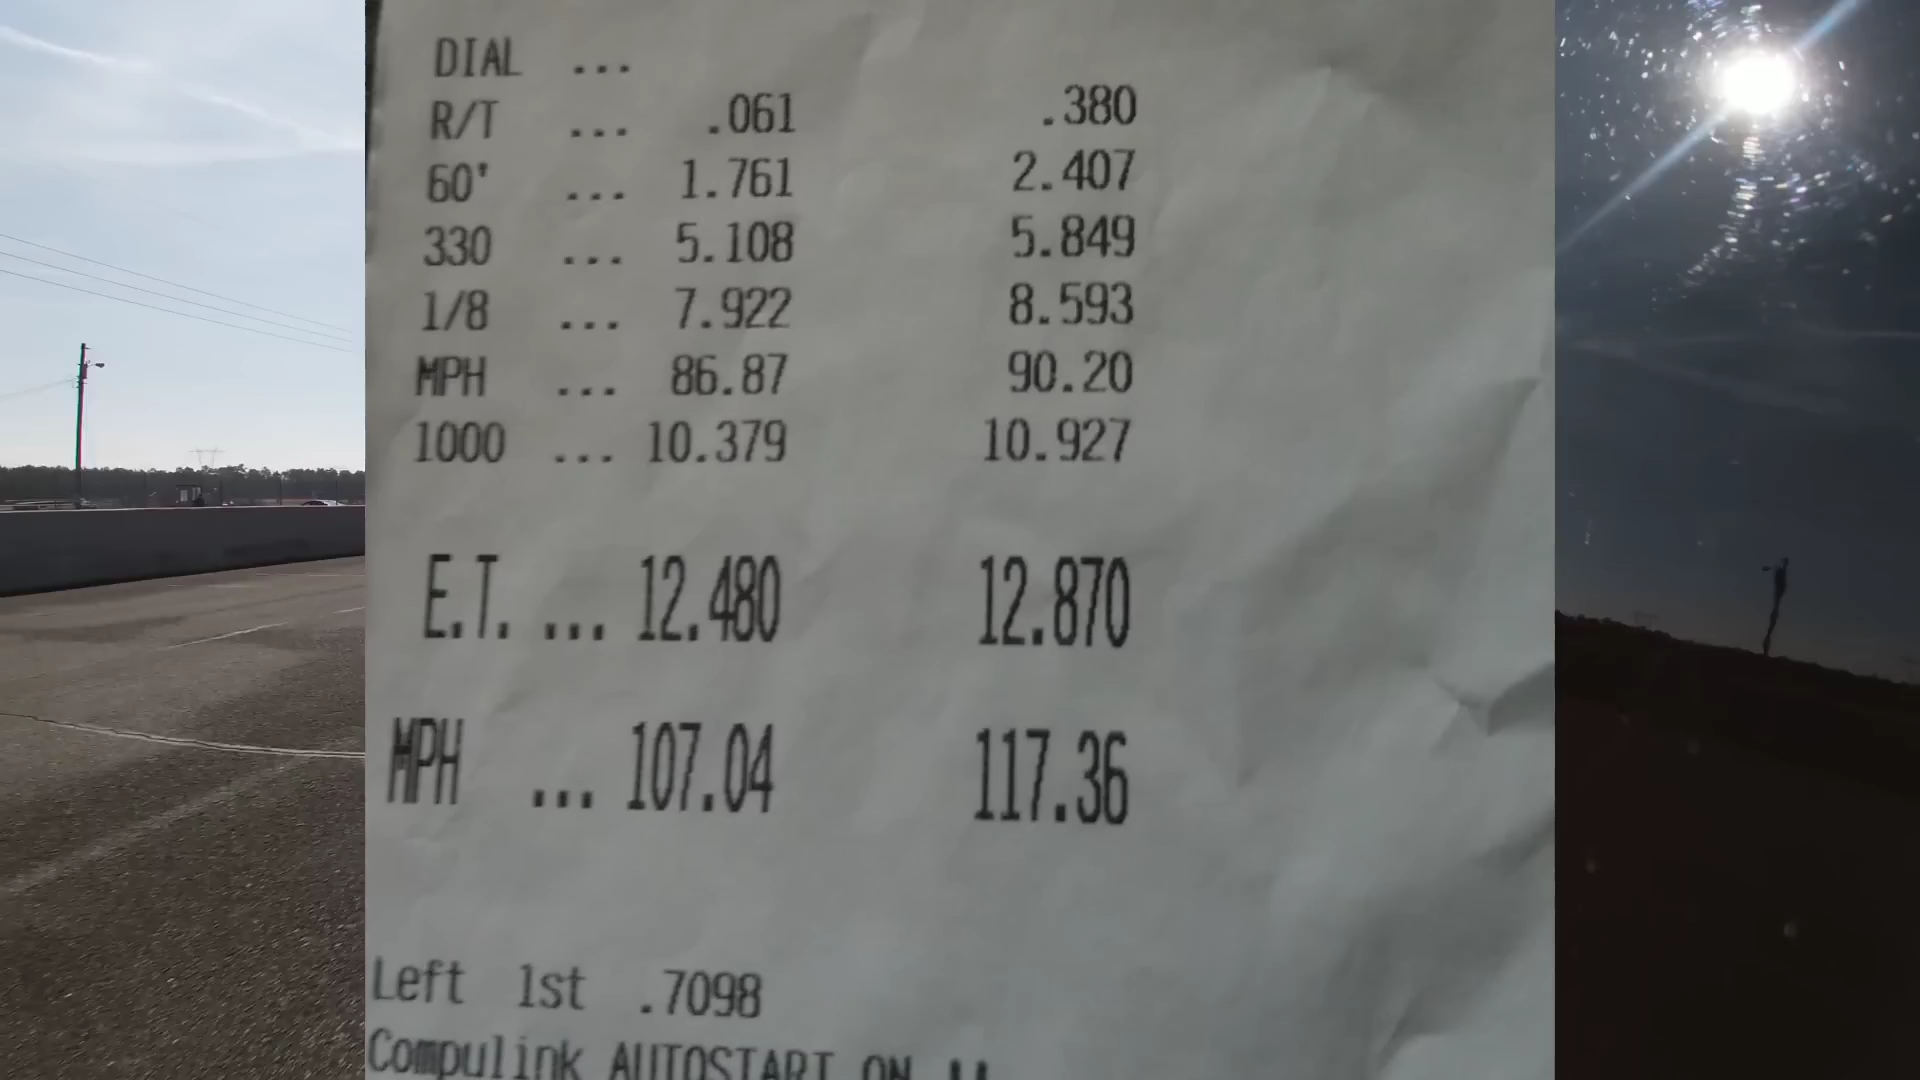 DIAL ...
R/T ... .061 .380
60' ... 1.761 2.407
330 ... 5.108 5.849
1/8 ... 7.922 8.593
MPH ... 86.87 90.20
1000 ... 10.379 10.927
E.T. ... 12.480 12.870
MPH ... 107.04 117.36
Left 1st .7098
Compulink AUTOSTART ON